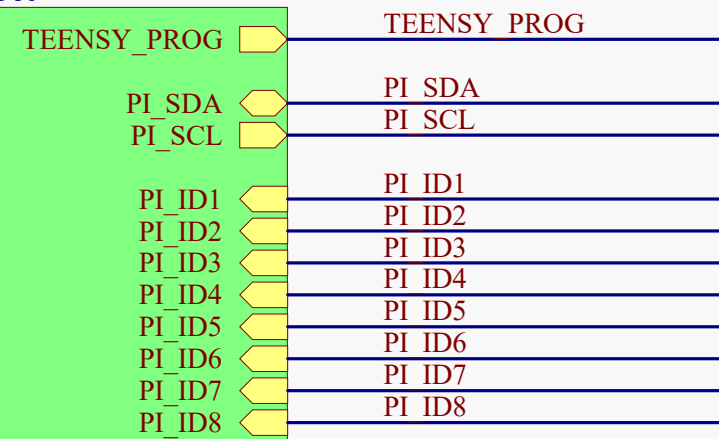 TEENSY_PROG TEENSY_PROG
PI_SDA PI_SDA
PI_SCL PI_SCL
PI_ID1 PI_ID1
PI_ID2 PI_ID2
PI_ID3 PI_ID3
PI_ID4 PI_ID4
PI_ID5 PI_ID5
PI_ID6 PI_ID6
PI_ID7 PI_ID7
PI_ID8 PI_ID8